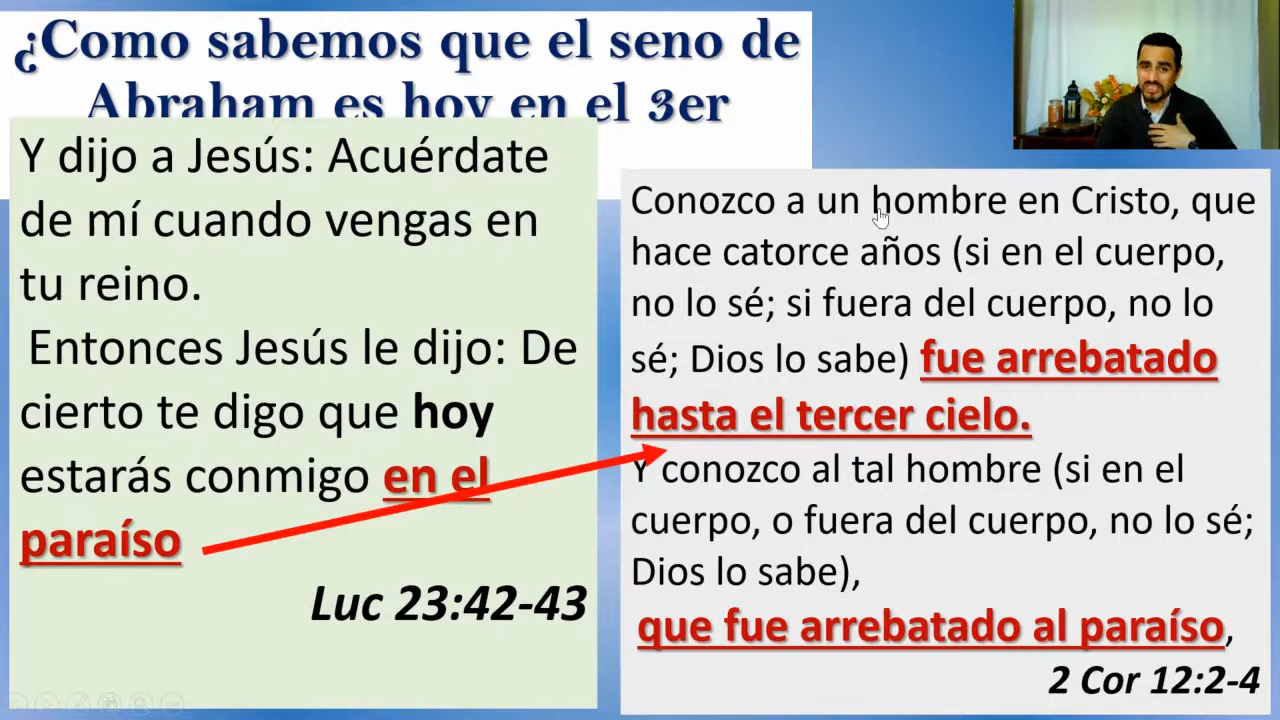 ¿Como sabemos que el seno de
Abraham es hoy en el 3er
Y dijo a Jesús: Acuérdate
de mí cuando vengas en
tu reino.
Entonces Jesús le dijo: De
cierto te digo que hoy
estarás conmigo en el
paraíso
Luc 23:42-43
Conozco a un hombre en Cristo, que
hace catorce años (si en el cuerpo,
no lo sé; si fuera del cuerpo, no lo
sé; Dios lo sabe) fue arrebatado
hasta el tercer cielo.
Y conozco al tal hombre (si en el
cuerpo, o fuera del cuerpo, no lo sé;
Dios lo sabe),
que fue arrebatado al paraíso,
2 Cor 12:2-4